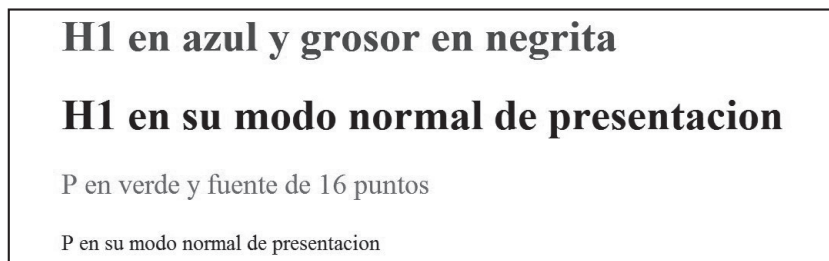 H1 en azul y grosor en negrita
H1 en su modo normal de presentacion
P en verde y fuente de 16 puntos
P en su modo normal de presentacion